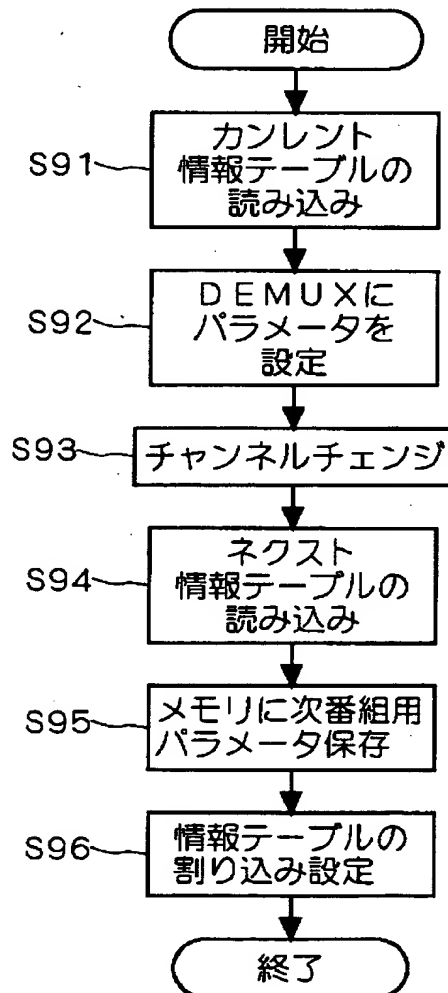 開始
S91
カンレント
情報テーブルの
読み込み
S92
DEMUXに
パラメータを
設定
S93
チャンネルチェンジ
S94
ネクスト
情報テーブルの
読み込み
S95
メモリに次番組用
パラメータ保存
S96
情報テーブルの
割り込み設定
終了